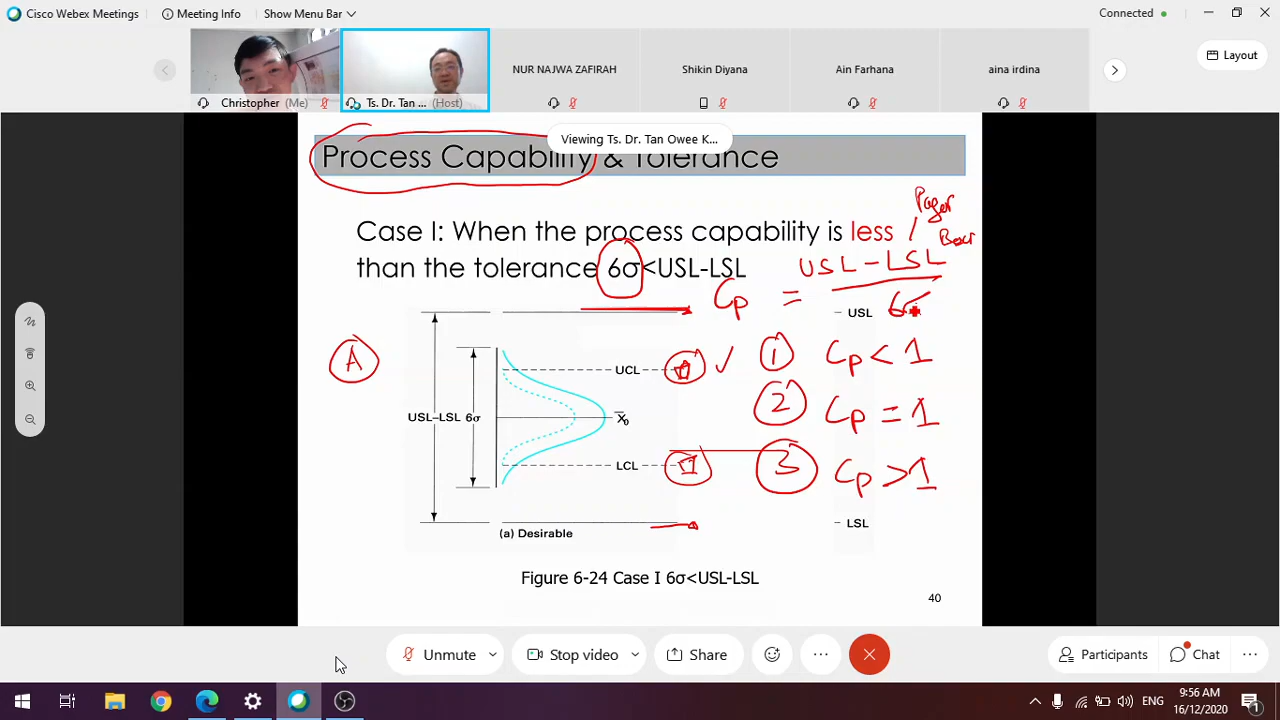 Cisco Webex Meetings
Meeting Info
Show Menu Bar
Connected
Christopher (Me)
Ts. Dr. Tan ... (Host)
NUR NAJWA ZAFIRAH
Shikin Diyana
Ain Farhana
aina irdina
Layout
Viewing Ts. Dr. Tan Owee K...
Process Capability & Tolerance
Case I: When the process capability is less
than the tolerance 6σ<USL-LSL
Cp = USL-LSL
6σ
A
USL
UCL
USL–LSL 6σ
X̄₀
LCL
LSL
(a) Desirable
1 Cp < 1
2 Cp = 1
3 Cp > 1
Figure 6-24 Case I 6σ<USL-LSL
40
Unmute
Stop video
Share
Participants
Chat
ENG
9:56 AM
16/12/2020
1